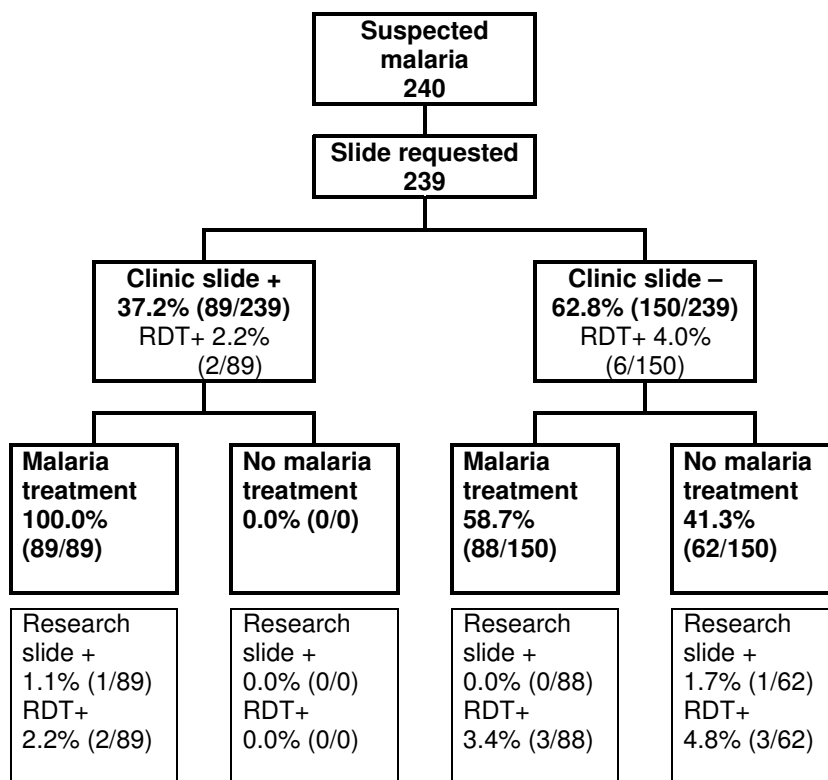 Suspected
malaria
240
Slide requested
239
Clinic slide +
37.2% (89/239)
RDT+ 2.2%
(2/89)
Clinic slide –
62.8% (150/239)
RDT+ 4.0%
(6/150)
Malaria
treatment
100.0%
(89/89)
No malaria
treatment
0.0% (0/0)
Malaria
treatment
58.7%
(88/150)
No malaria
treatment
41.3%
(62/150)
Research
slide +
1.1% (1/89)
RDT+
2.2% (2/89)
Research
slide +
0.0% (0/0)
RDT+
0.0% (0/0)
Research
slide +
0.0% (0/88)
RDT+
3.4% (3/88)
Research
slide +
1.7% (1/62)
RDT+
4.8% (3/62)